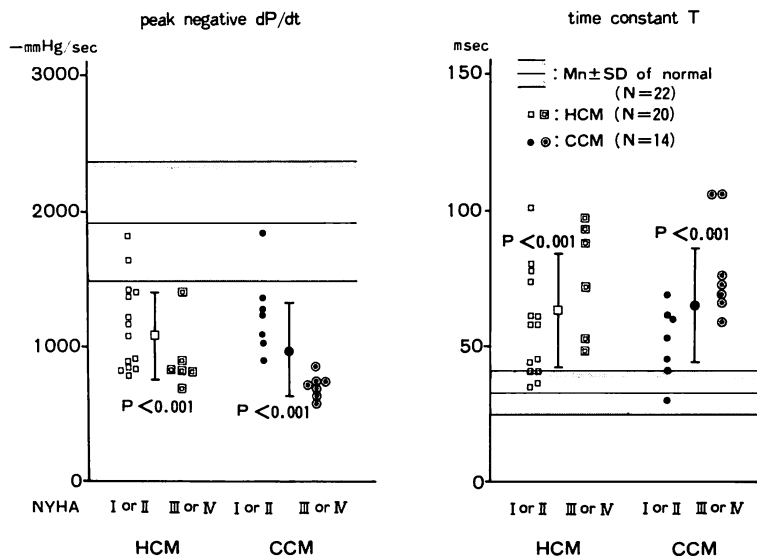 peak negative dP/dt
—mmHg/sec
3000
2000
1000
0
P <0.001
P <0.001
NYHA I or II III or IV I or II III or IV
HCM CCM
time constant T
msec
150
100
50
0
: Mn±SD of normal
(N=22)
: HCM (N=20)
: CCM (N=14)
P <0.001
P <0.001
I or II III or IV I or II III or IV
HCM CCM